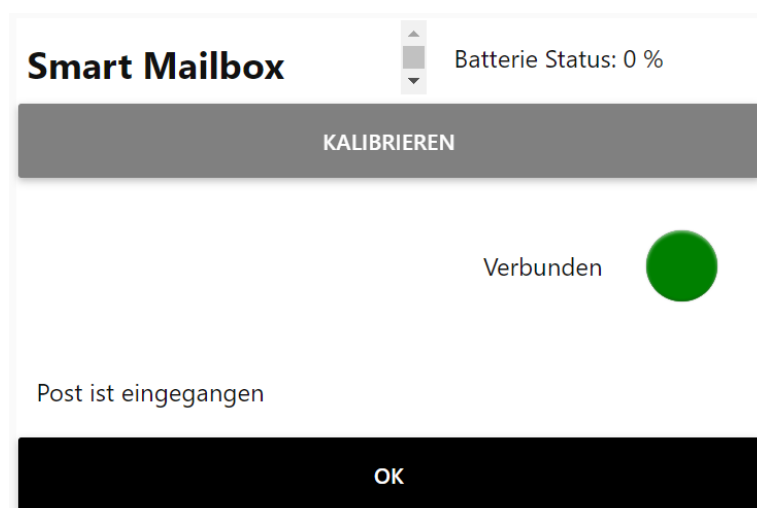 Smart Mailbox
Batterie Status: 0 %
KALIBRIEREN
Verbunden
Post ist eingegangen
OK